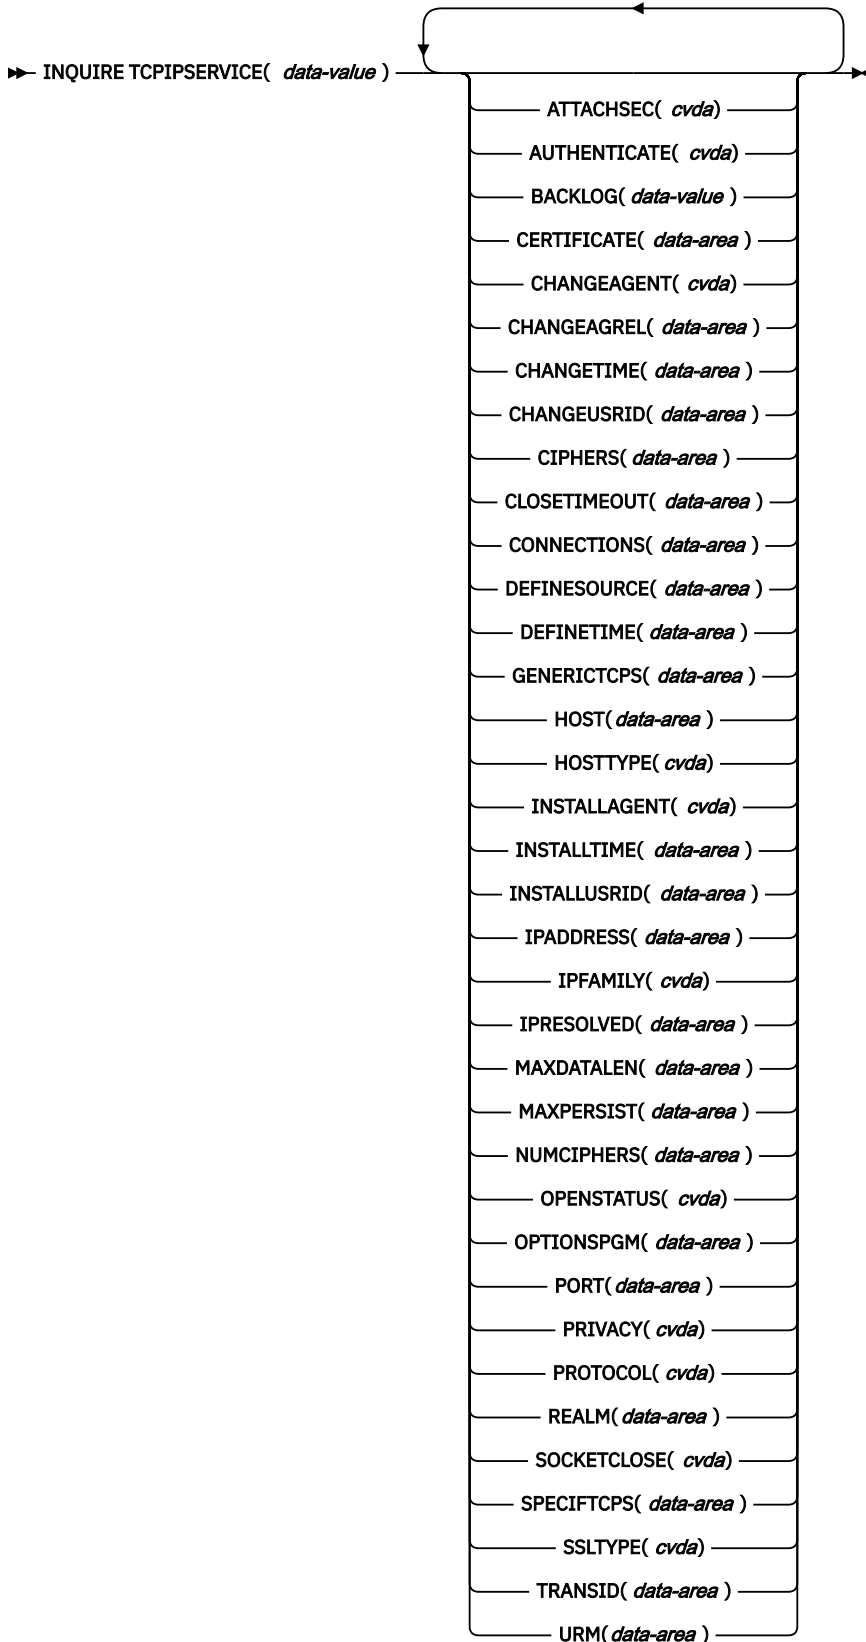 INQUIRE TCPIPSERVICE( data-value )
ATTACHSEC( cvda)
AUTHENTICATE( cvda)
BACKLOG( data-value )
CERTIFICATE( data-area )
CHANGEAGENT( cvda)
CHANGEAGREL( data-area )
CHANGETIME( data-area )
CHANGEUSRID( data-area )
CIPHERS( data-area )
CLOSETIMEOUT( data-area )
CONNECTIONS( data-area )
DEFINESOURCE( data-area )
DEFINETIME( data-area )
GENERICTCPS( data-area )
HOST( data-area )
HOSTTYPE( cvda)
INSTALLAGENT( cvda)
INSTALLTIME( data-area )
INSTALLUSRID( data-area )
IPADDRESS( data-area )
IPFAMILY( cvda)
IPRESOLVED( data-area )
MAXDATALEN( data-area )
MAXPERSIST( data-area )
NUMCIPHERS( data-area )
OPENSTATUS( cvda)
OPTIONSPGM( data-area )
PORT( data-area )
PRIVACY( cvda)
PROTOCOL( cvda)
REALM( data-area )
SOCKETCLOSE( cvda)
SPECIFTCPS( data-area )
SSLTYPE( cvda)
TRANSID( data-area )
URM( data-area )